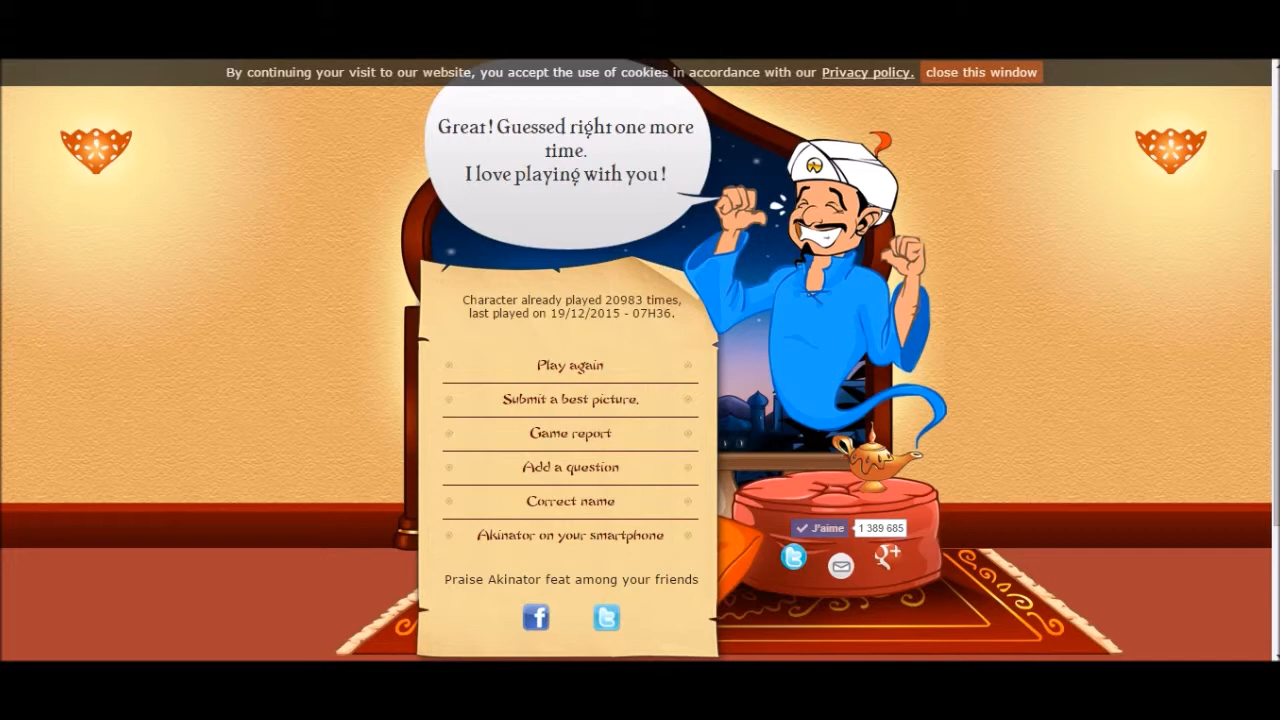 By continuing your visit to our website, you accept the use of cookies in accordance with our Privacy policy. close this window
Great! Guessed right one more
time.
I love playing with you!
Character already played 20983 times,
last played on 19/12/2015 - 07H36.
Play again
Submit a best picture.
Game report
Add a question
Correct name
Akinator on your smartphone
J'aime 1 389 685
Praise Akinator feat among your friends